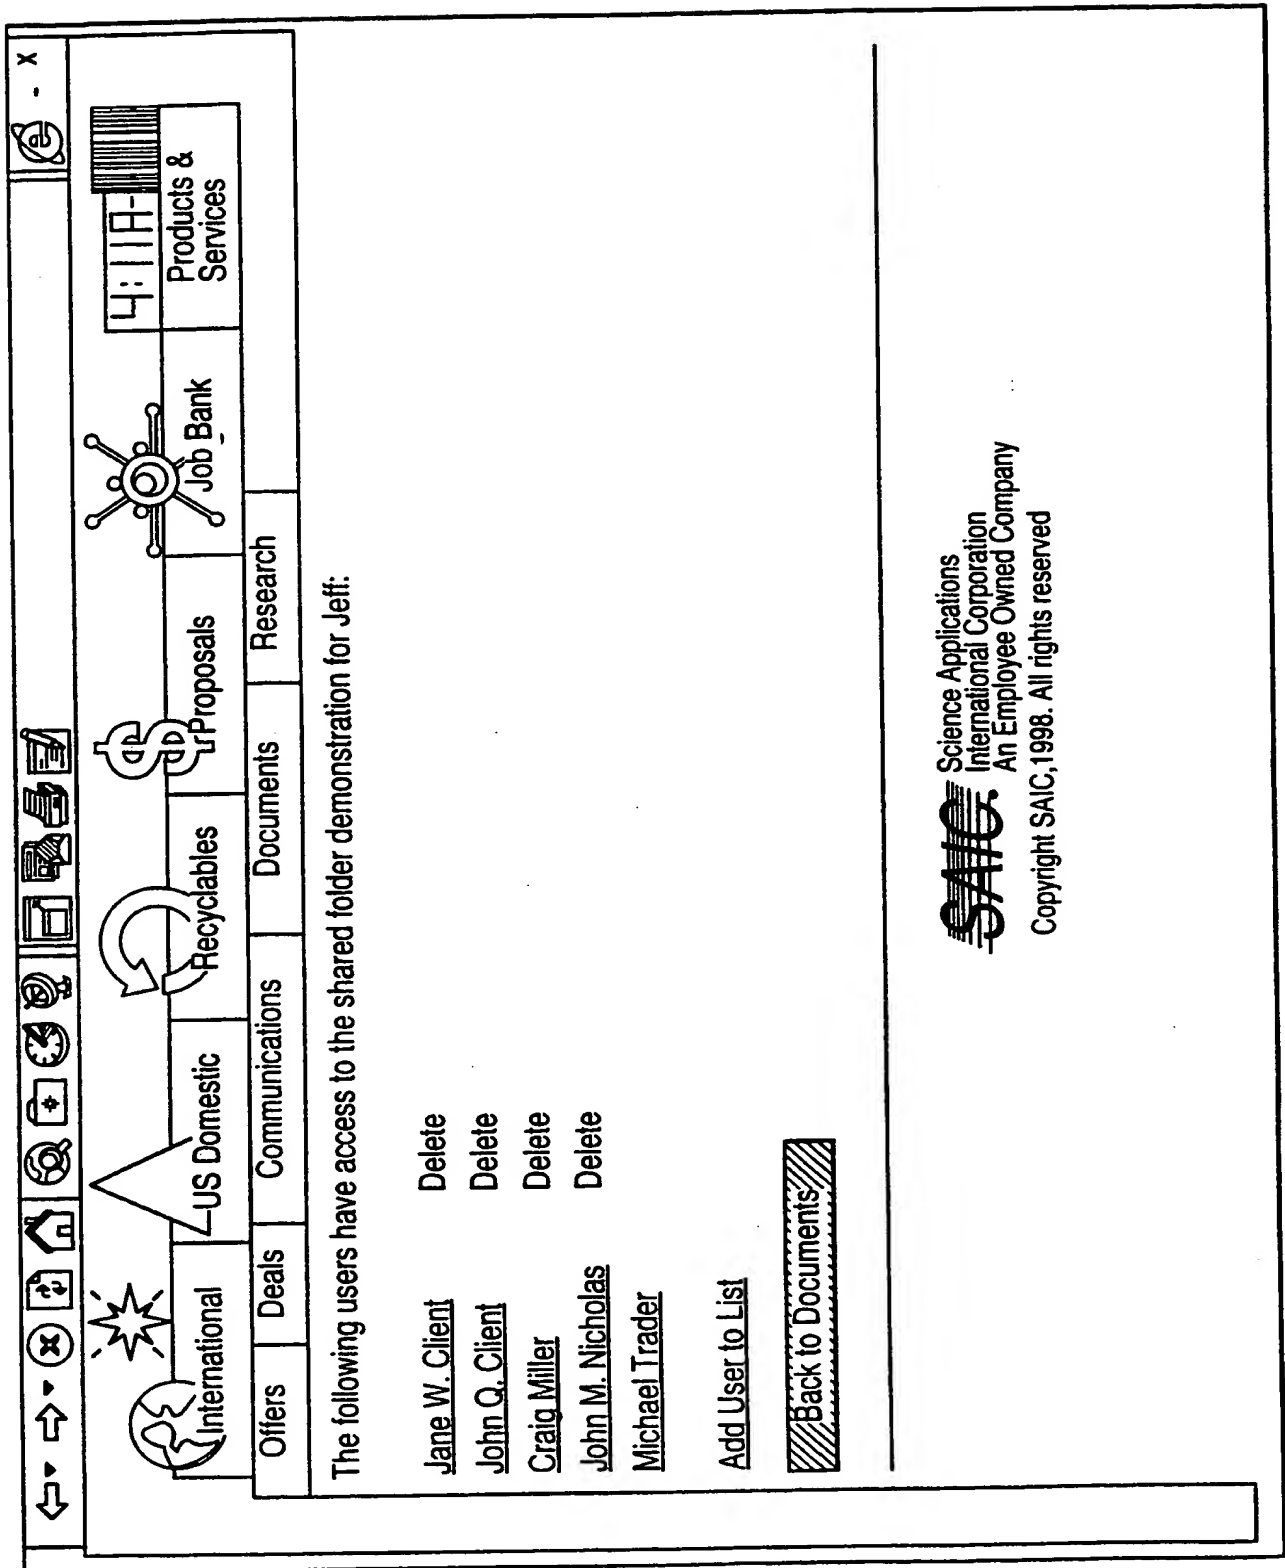 4:11A-
International
US Domestic
Recyclables
Proposals
Job Bank
Products &
Services
Offers
Deals
Communications
Documents
Research
The following users have access to the shared folder demonstration for Jeff:
Jane W. Client Delete
John Q. Client Delete
Craig Miller Delete
John M. Nicholas Delete
Michael Trader
Add User to List
Back to Documents
SAIC. Science Applications
International Corporation
An Employee Owned Company
Copyright SAIC,1998. All rights reserved